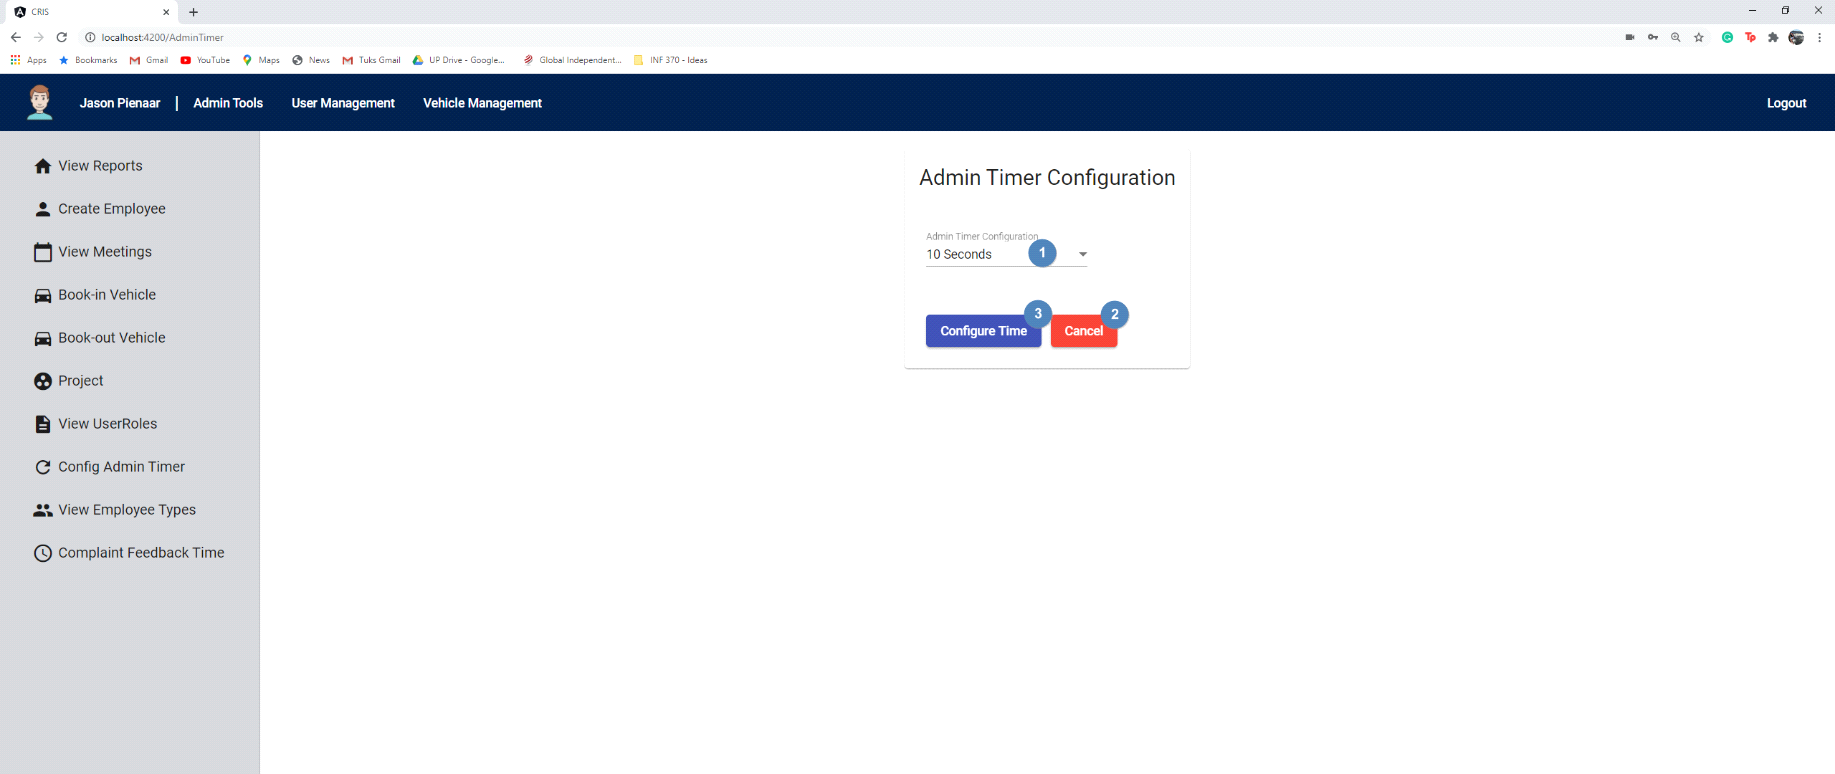 CRIS
localhost:4200/AdminTimer
Apps Bookmarks Gmail YouTube Maps News Tuks Gmail UP Drive - Google... Global Independent... INF 370 - Ideas
Jason Pienaar | Admin Tools User Management Vehicle Management Logout
View Reports
Create Employee
View Meetings
Book-in Vehicle
Book-out Vehicle
Project
View UserRoles
Config Admin Timer
View Employee Types
Complaint Feedback Time
Admin Timer Configuration
Admin Timer Configuration
10 Seconds 1
3 2
Configure Time Cancel